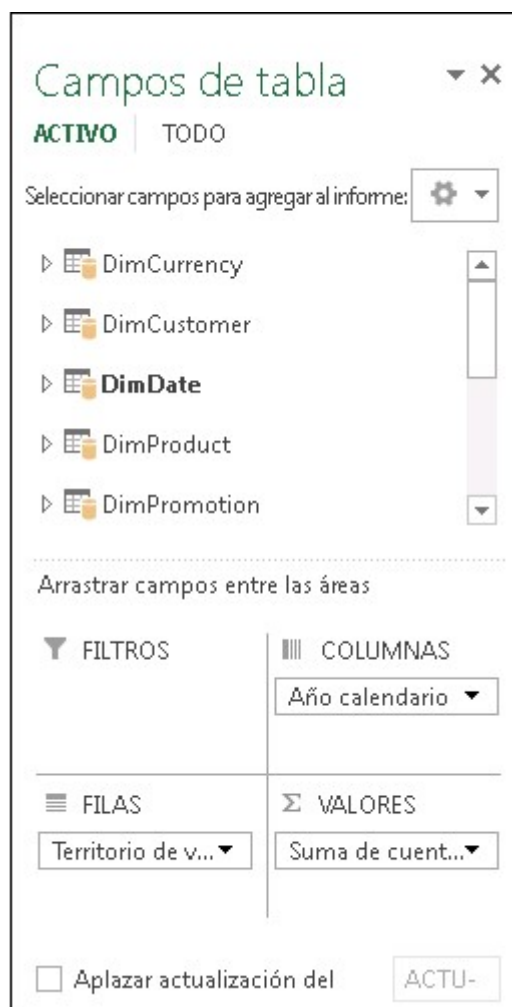 Campos de tabla
ACTIVO TODO
Seleccionar campos para agregar al informe:
DimCurrency
DimCustomer
DimDate
DimProduct
DimPromotion
Arrastrar campos entre las áreas
FILTROS
COLUMNAS
Año calendario
FILAS
Territorio de v...
Σ VALORES
Suma de cuent...
Aplazar actualización del
ACTU-